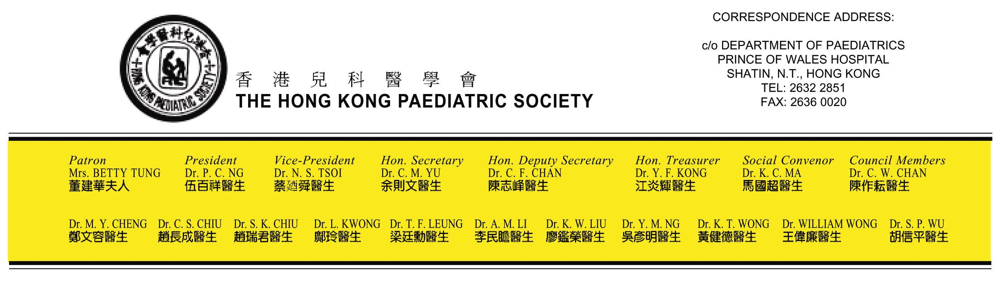 香港兒科醫學會
HONG KONG PAEDIATRIC SOCIETY
香港兒科醫學會
THE HONG KONG PAEDIATRIC SOCIETY
CORRESPONDENCE ADDRESS:
c/o DEPARTMENT OF PAEDIATRICS
PRINCE OF WALES HOSPITAL
SHATIN, N.T., HONG KONG
TEL: 2632 2851
FAX: 2636 0020
Patron President Vice-President Hon. Secretary Hon. Deputy Secretary Hon. Treasurer Social Convenor Council Members
Mrs. BETTY TUNG Dr. P. C. NG Dr. N. S. TSOI Dr. C. M. YU Dr. C. F. CHAN Dr. Y. F. KONG Dr. K. C. MA Dr. C. W. CHAN
董建華夫人 伍百祥醫生 蔡廼舜醫生 余則文醫生 陳志峰醫生 江炎輝醫生 馬國超醫生 陳作耘醫生
Dr. M. Y. CHENG Dr. C. S. CHIU Dr. S. K. CHIU Dr. L. KWONG Dr. T. F. LEUNG Dr. A. M. LI Dr. K. W. LIU Dr. Y. M. NG Dr. K. T. WONG Dr. WILLIAM WONG Dr. S. P. WU
鄭文容醫生 趙長成醫生 趙瑞君醫生 鄺玲醫生 梁廷勳醫生 李民瞻醫生 廖鑑榮醫生 吳彥明醫生 黃健德醫生 王偉廉醫生 胡信平醫生